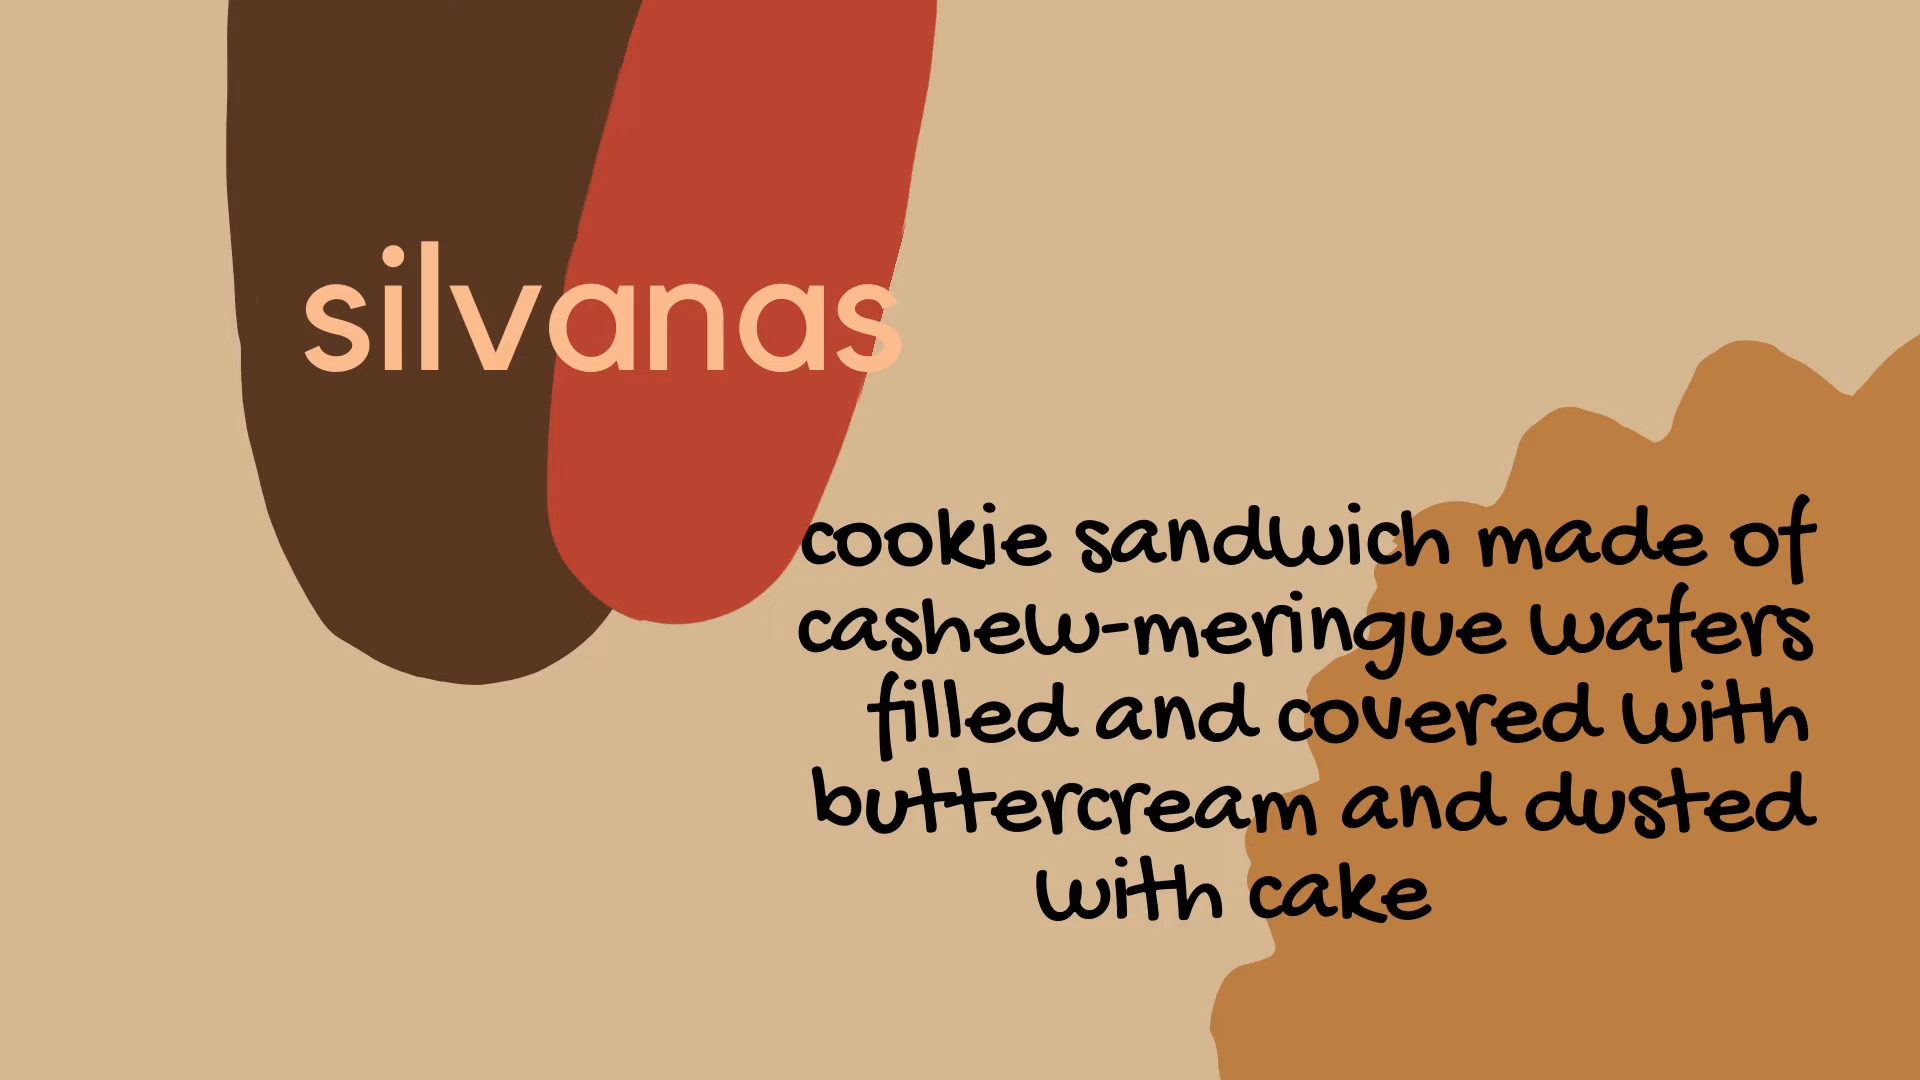 silvanas
cookie sandwich made of
cashew-meringue wafers
filled and covered with
buttercream and dusted
with cake